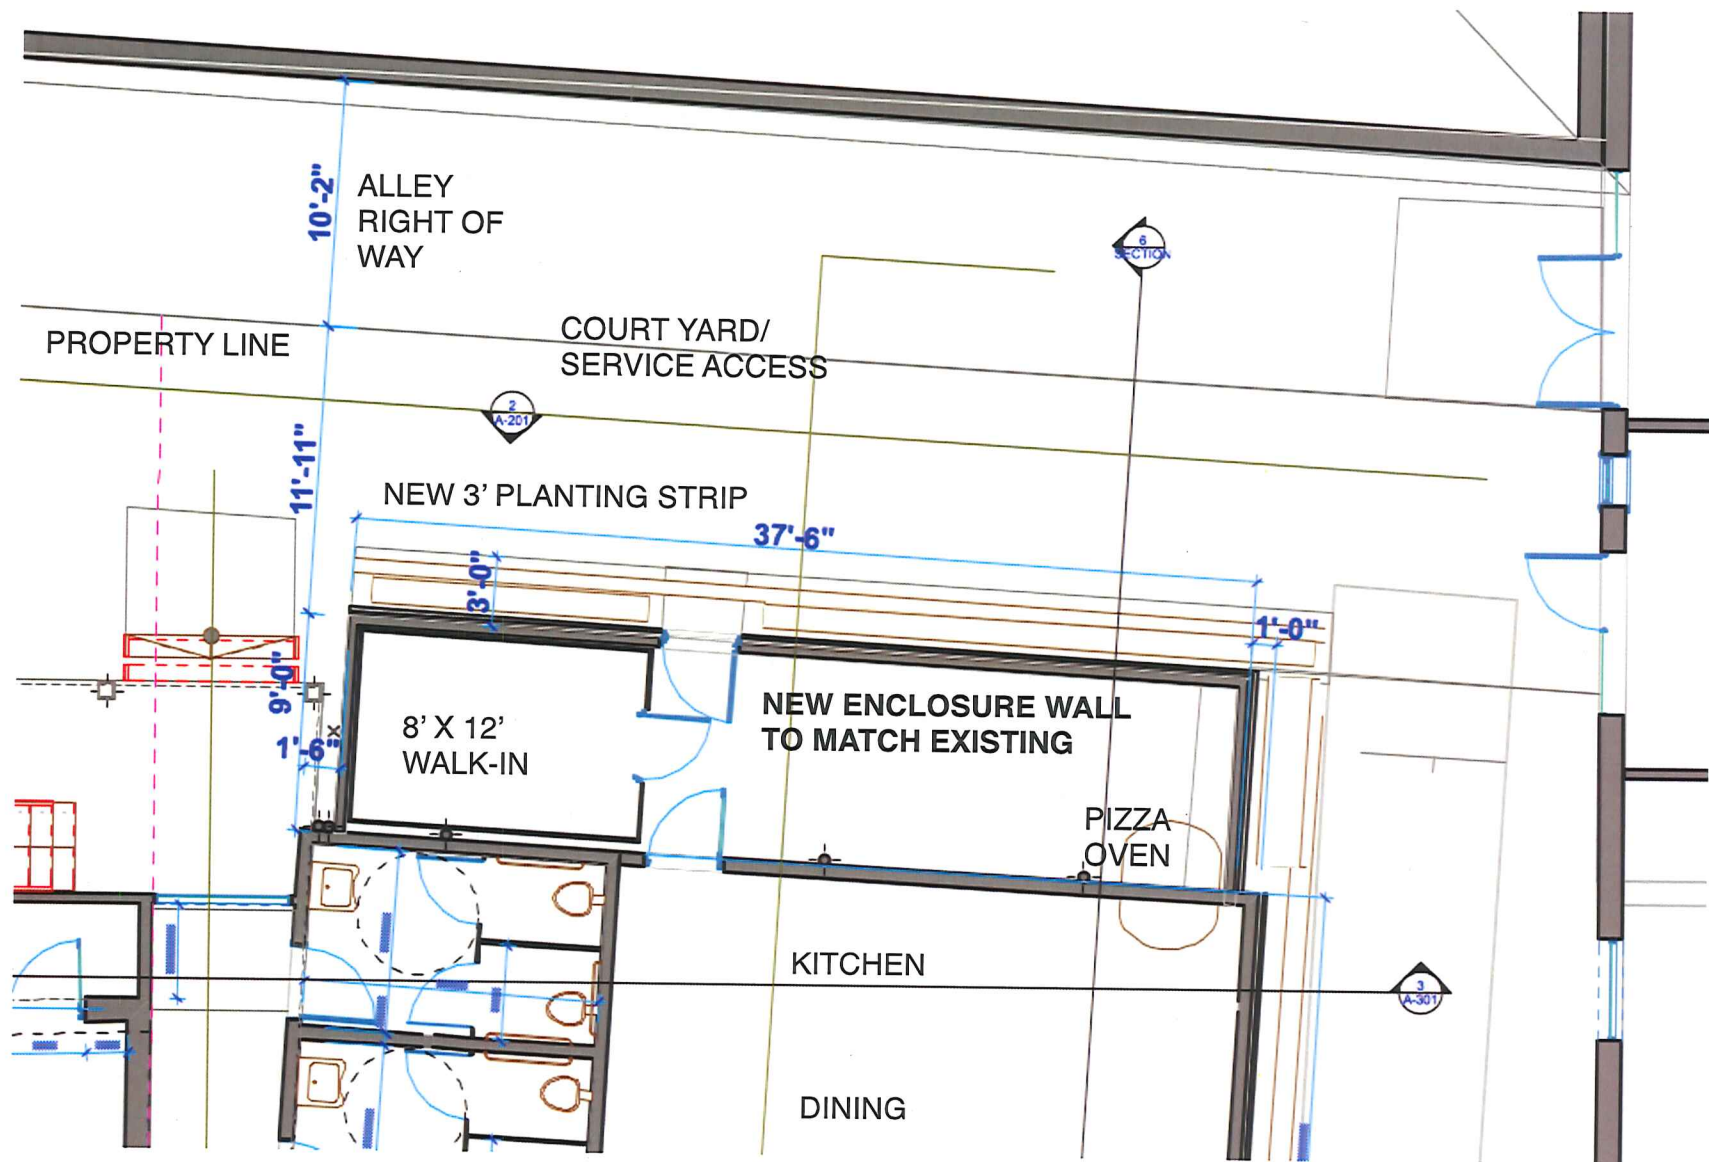 10'-2"
ALLEY
RIGHT OF
WAY
6
SECTION
PROPERTY LINE
COURT YARD/
SERVICE ACCESS
2
A-201
11'-11"
NEW 3' PLANTING STRIP
37'-6"
3'-0"
1'-0"
9'-0"
1'-6"
X
8' X 12'
WALK-IN
NEW ENCLOSURE WALL
TO MATCH EXISTING
PIZZA
OVEN
KITCHEN
3
A-301
DINING